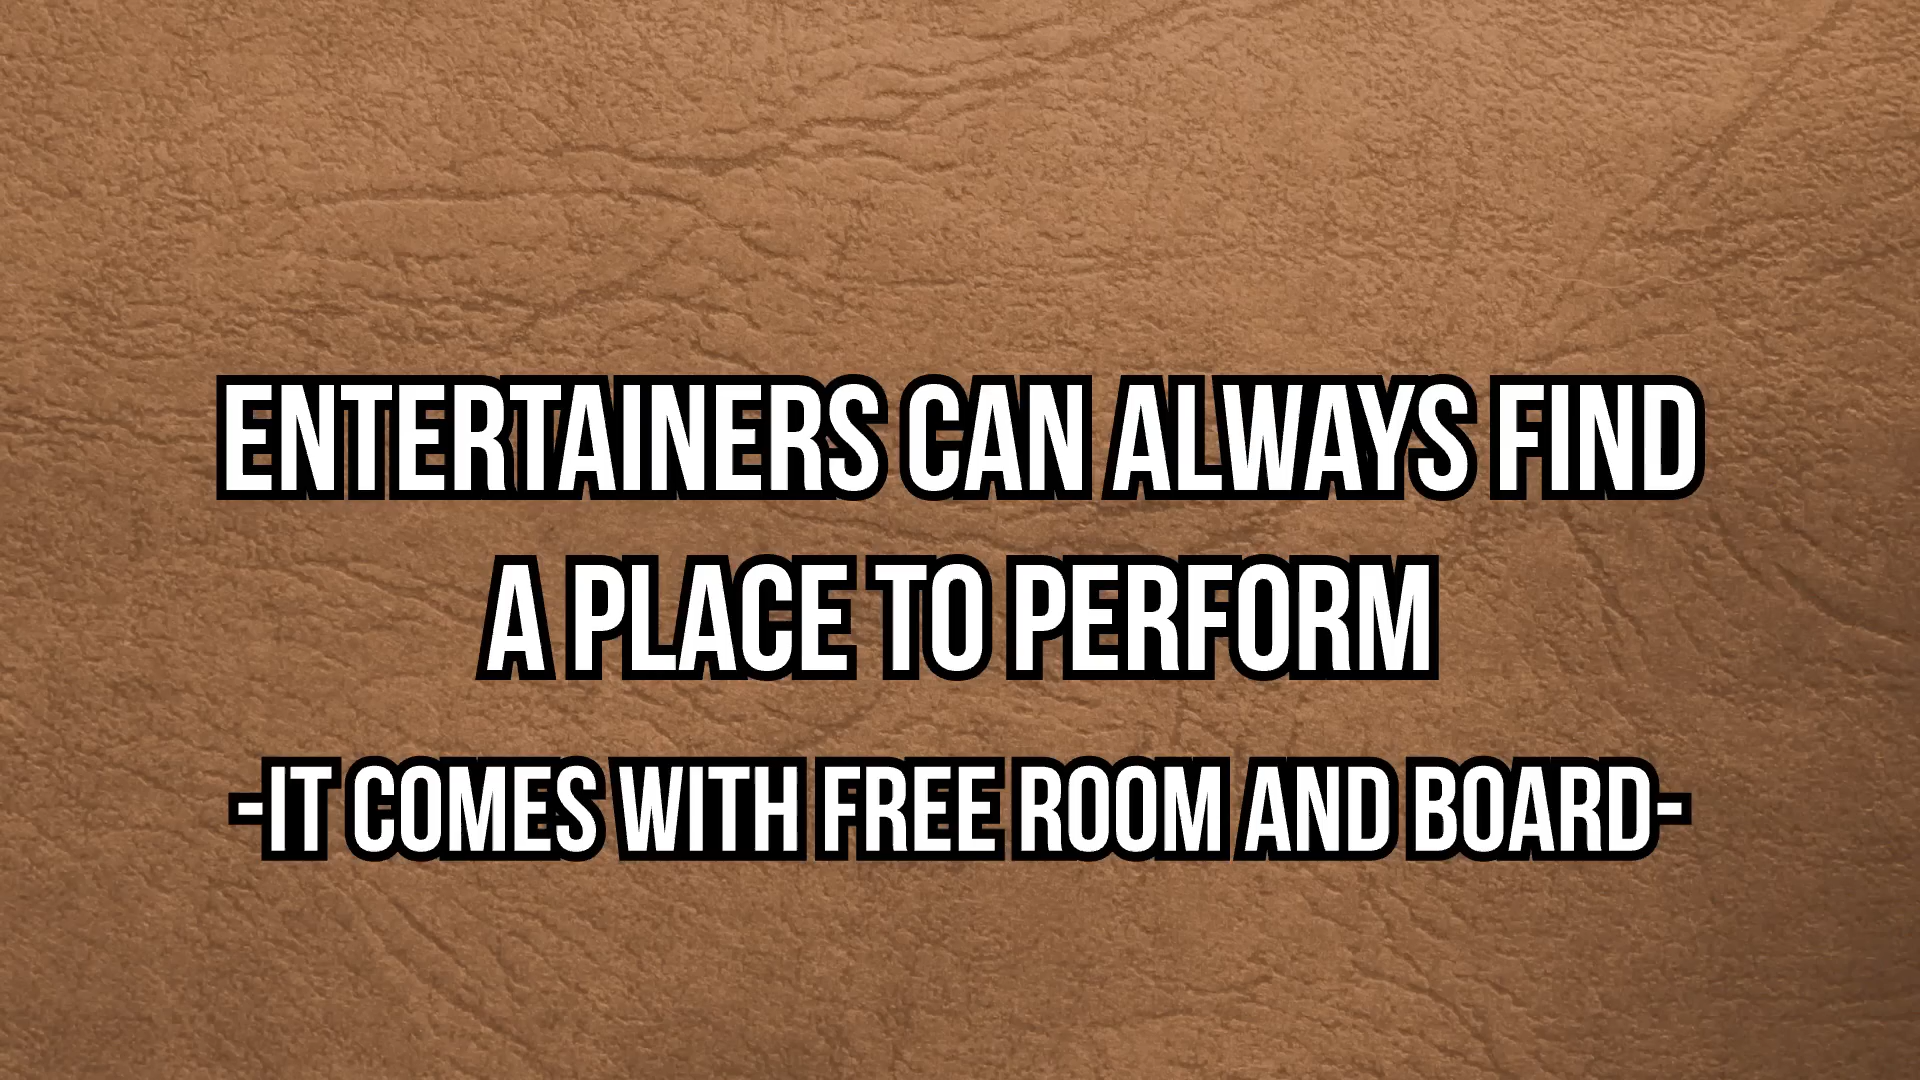 ENTERTAINERS CAN ALWAYS FIND
A PLACE TO PERFORM
-IT COMES WITH FREE ROOM AND BOARD-